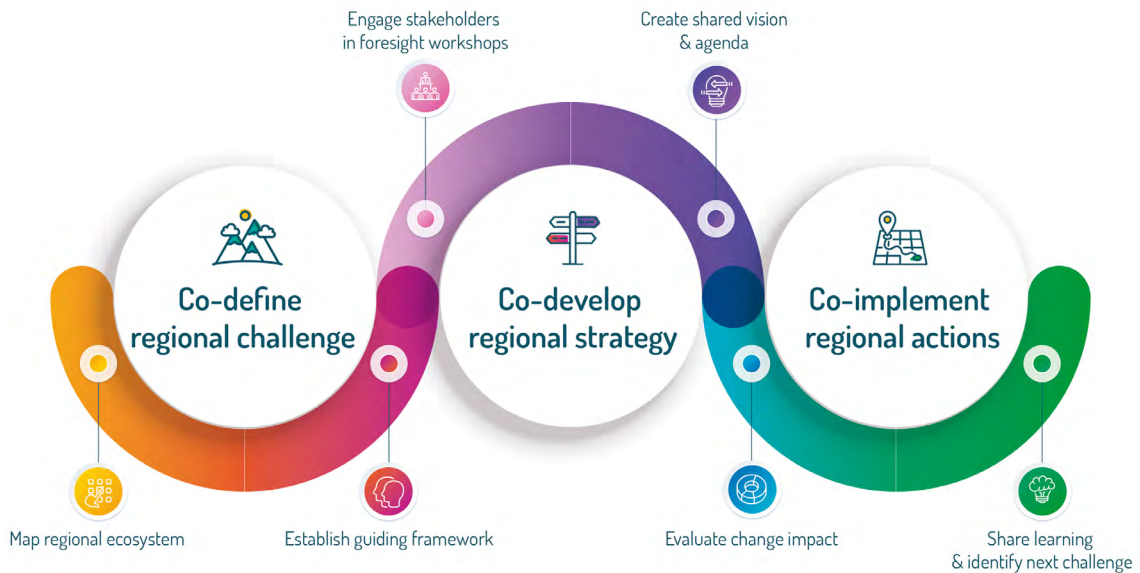 Engage stakeholders
in foresight workshops
Create shared vision
& agenda
Co-define
regional challenge
Co-develop
regional strategy
Co-implement
regional actions
Map regional ecosystem
Establish guiding framework
Evaluate change impact
Share learning
& identify next challenge